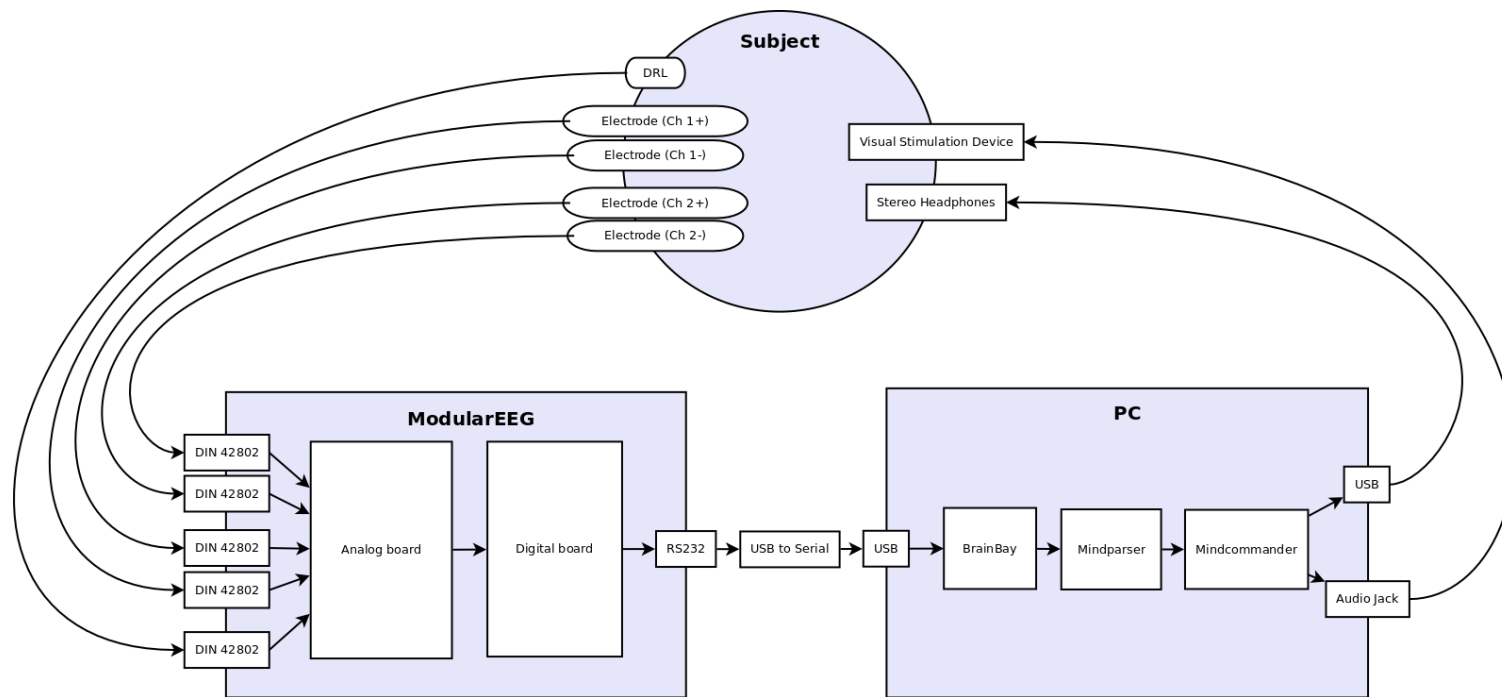 Subject
DRL
Electrode (Ch 1+)
Electrode (Ch 1-)
Electrode (Ch 2+)
Electrode (Ch 2-)
Visual Stimulation Device
Stereo Headphones
ModularEEG
DIN 42802
DIN 42802
DIN 42802
DIN 42802
DIN 42802
Analog board
Digital board
RS232
USB to Serial
PC
USB
BrainBay
Mindparser
Mindcommander
USB
Audio Jack